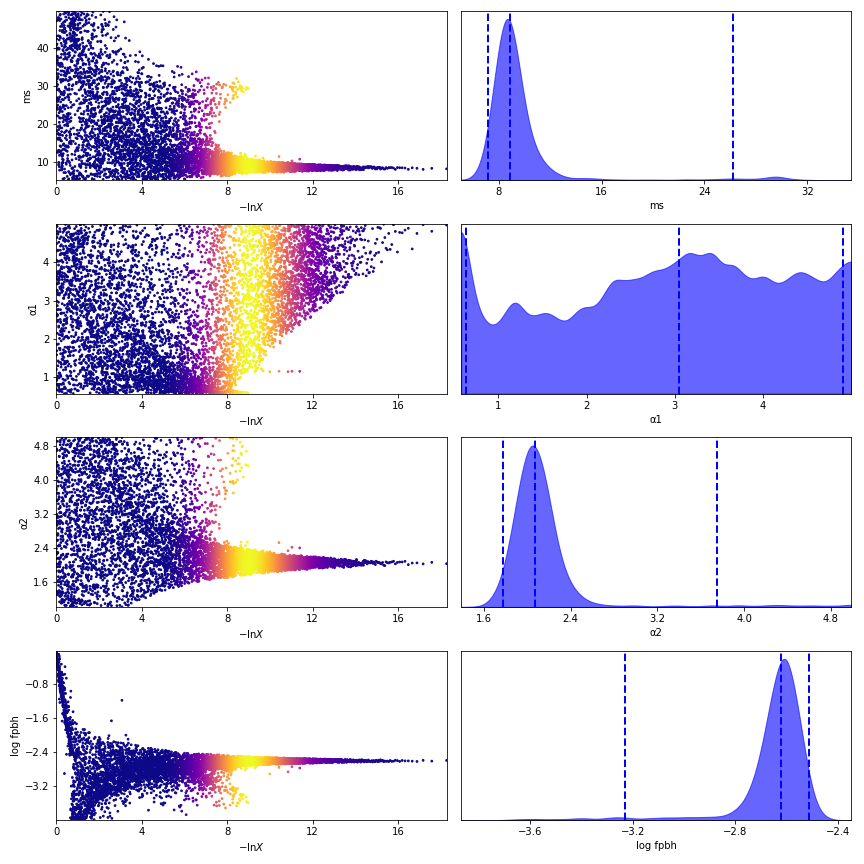 40
30
20
10
ms
0 4 8 12 16
−lnX
8 16 24 32
ms
4
3
2
1
α1
0 4 8 12 16
−lnX
1 2 3 4
α1
4.8
4.0
3.2
2.4
1.6
α2
0 4 8 12 16
−lnX
1.6 2.4 3.2 4.0 4.8
α2
−0.8
−1.6
−2.4
−3.2
log fpbh
0 4 8 12 16
−lnX
−3.6 −3.2 −2.8 −2.4
log fpbh